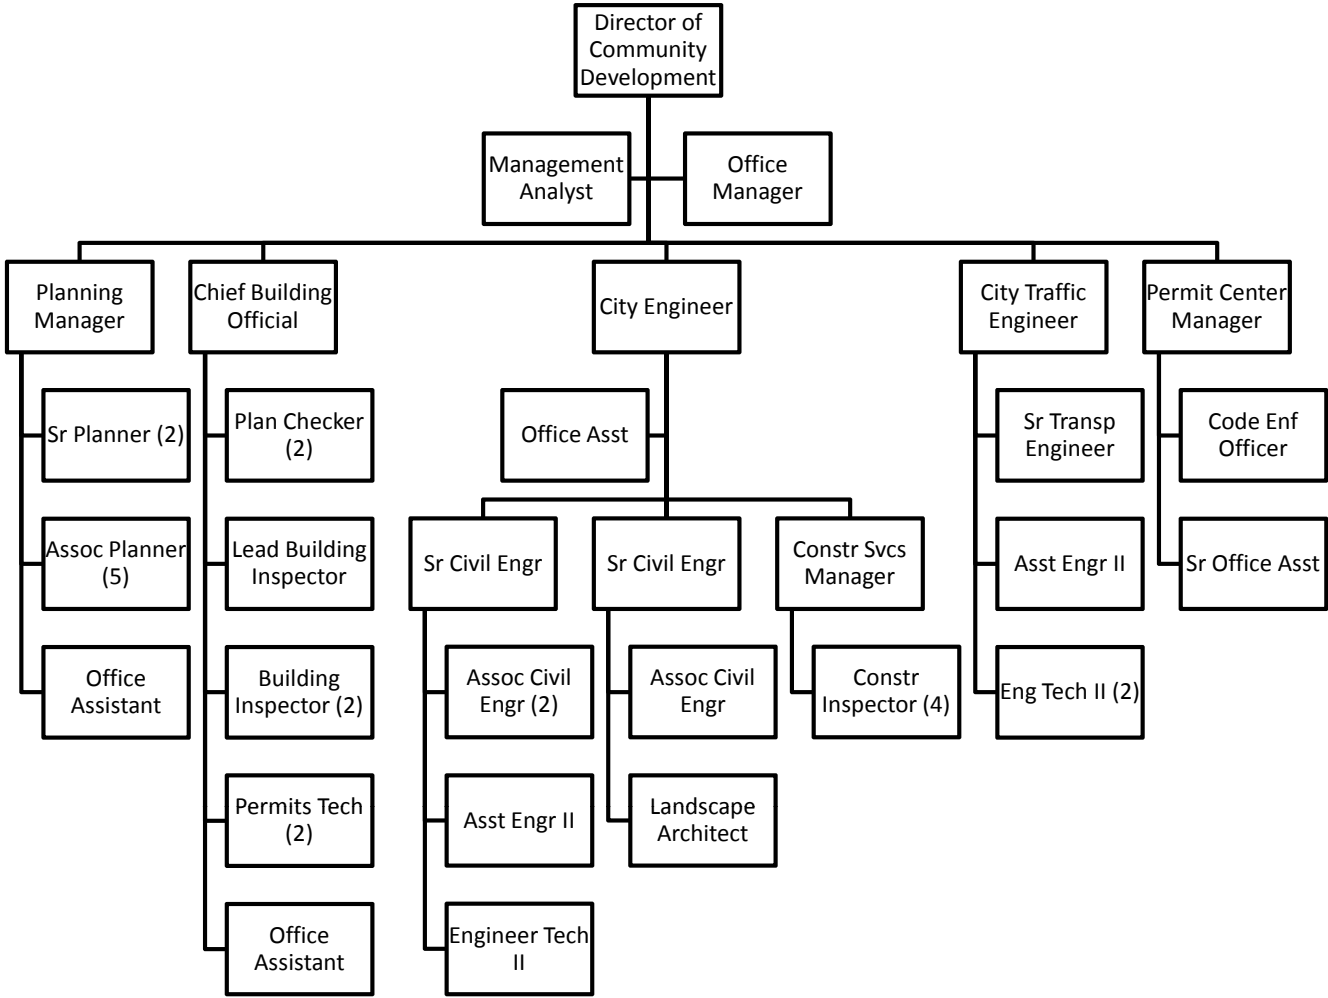 Director of
Community
Development
Management
Analyst
Office
Manager
Planning
Manager
Chief Building
Official
City Engineer
City Traffic
Engineer
Permit Center
Manager
Sr Planner (2)
Assoc Planner
(5)
Office
Assistant
Plan Checker
(2)
Lead Building
Inspector
Building
Inspector (2)
Permits Tech
(2)
Office
Assistant
Office Asst
Sr Civil Engr
Assoc Civil
Engr (2)
Asst Engr II
Engineer Tech
II
Sr Civil Engr
Assoc Civil
Engr
Landscape
Architect
Constr Svcs
Manager
Constr
Inspector (4)
Sr Transp
Engineer
Asst Engr II
Eng Tech II (2)
Code Enf
Officer
Sr Office Asst